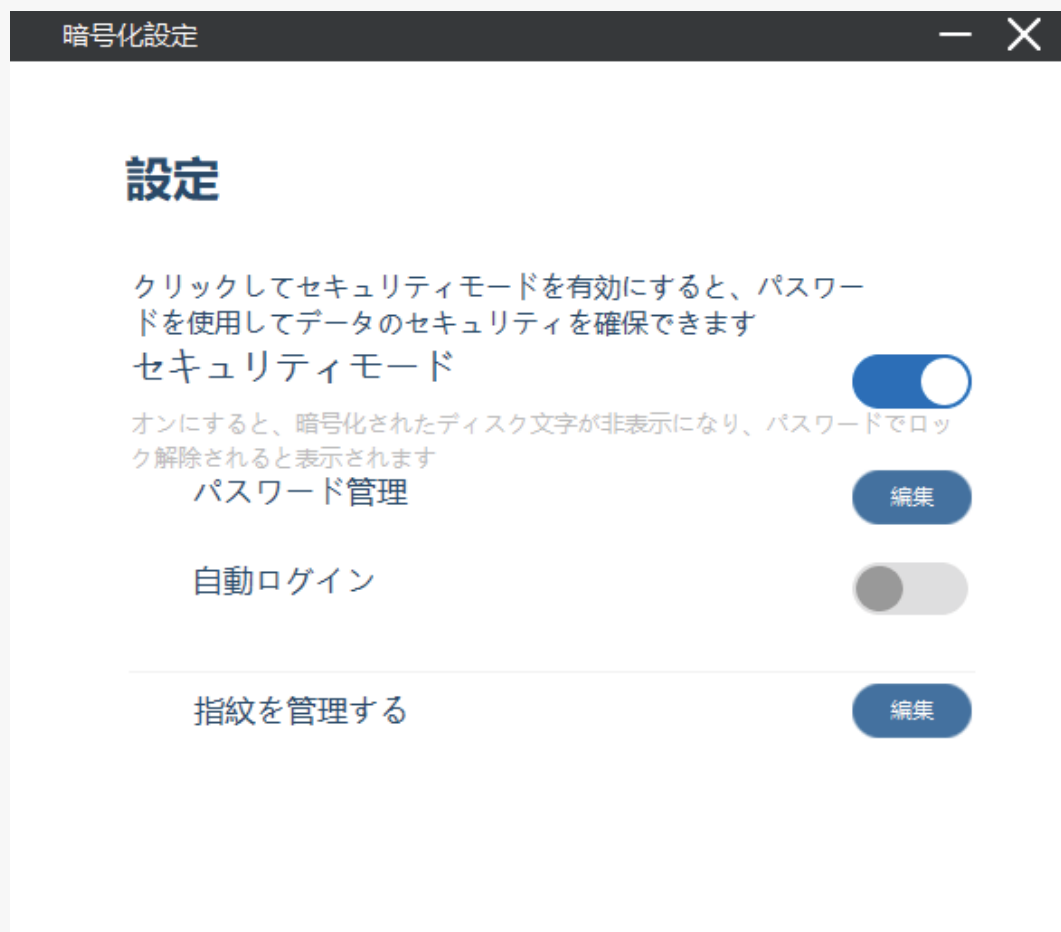 暗号化設定
設定
クリックしてセキュリティモードを有効にすると、パスワー
ドを使用してデータのセキュリティを確保できます
セキュリティモード
オンにすると、暗号化されたディスク文字が非表示になり、パスワードでロッ
ク解除されると表示されます
パスワード管理
編集
自動ログイン
指紋を管理する
編集